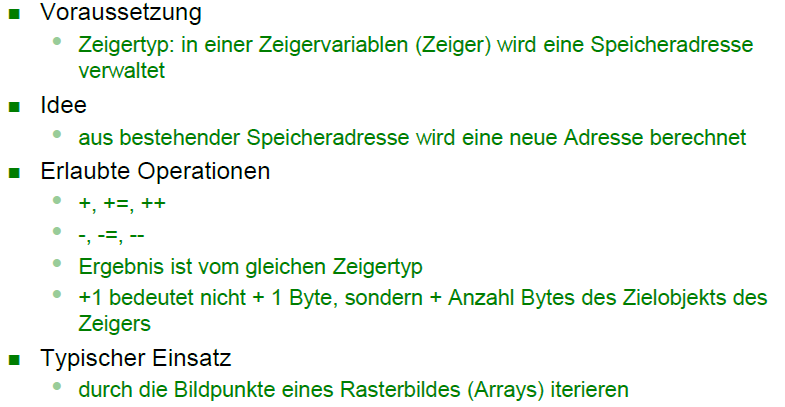 Voraussetzung
Zeigertyp: in einer Zeigervariablen (Zeiger) wird eine Speicheradresse
verwaltet
Idee
aus bestehender Speicheradresse wird eine neue Adresse berechnet
Erlaubte Operationen
+, +=, ++
-, -=, --
Ergebnis ist vom gleichen Zeigertyp
+1 bedeutet nicht + 1 Byte, sondern + Anzahl Bytes des Zielobjekts des
Zeigers
Typischer Einsatz
durch die Bildpunkte eines Rasterbildes (Arrays) iterieren